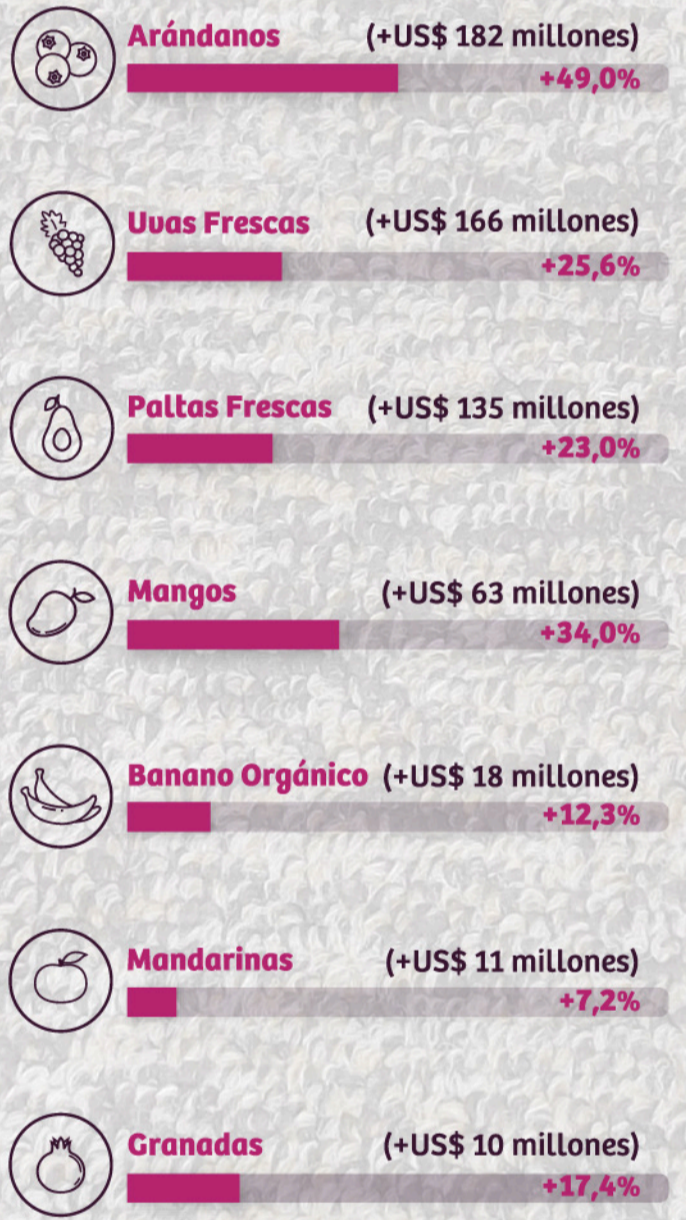 Arándanos (+US$ 182 millones)
+49,0%
Uvas Frescas (+US$ 166 millones)
+25,6%
Paltas Frescas (+US$ 135 millones)
+23,0%
Mangos (+US$ 63 millones)
+34,0%
Banano Orgánico (+US$ 18 millones)
+12,3%
Mandarinas (+US$ 11 millones)
+7,2%
Granadas (+US$ 10 millones)
+17,4%